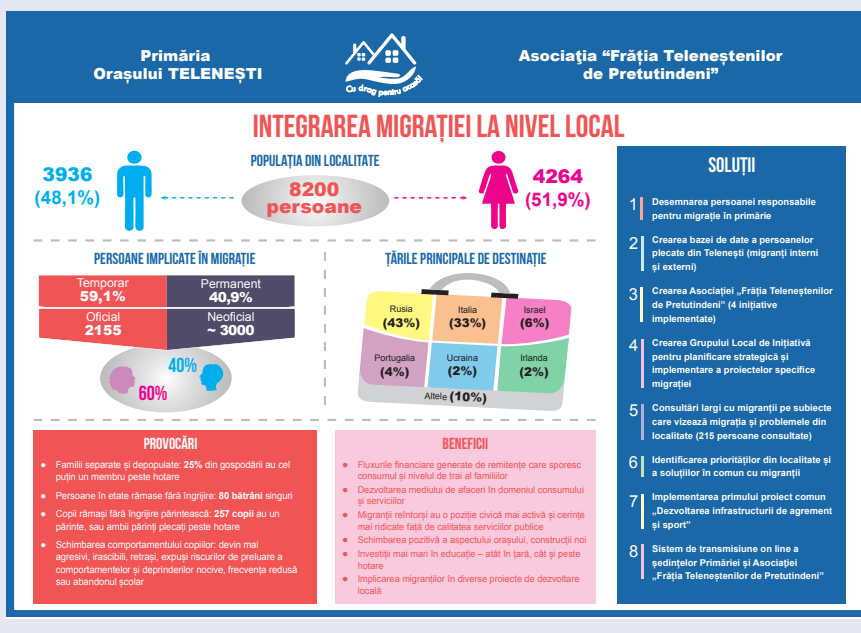 Primăria
Orașului TELENEȘTI
Cu drag pentru acasă
Asociaţia “Frăția Teleneștenilor
de Pretutindeni”
INTEGRAREA MIGRAȚIEI LA NIVEL LOCAL
3936
(48,1%)
POPULAȚIA DIN LOCALITATE
8200
persoane
4264
(51,9%)
PERSOANE IMPLICATE ÎN MIGRAȚIE
Temporar
59,1%
Permanent
40,9%
Oficial
2155
Neoficial
~ 3000
40%
60%
ȚĂRILE PRINCIPALE DE DESTINAȚIE
Rusia
(43%)
Italia
(33%)
Israel
(6%)
Portugalia
(4%)
Ucraina
(2%)
Irlanda
(2%)
Altele (10%)
PROVOCĂRI
• Familii separate și depopulate: 25% din gospodării au cel
puțin un membru peste hotare
• Persoane în etate rămase fără îngrijire: 80 bătrâni singuri
• Copii rămași fără îngrijire părintească: 257 copii au un
părinte, sau ambii părinți plecați peste hotare
• Schimbarea comportamentului copiilor: devin mai
agresivi, irascibili, retrași, expuși riscurilor de preluare a
comportamentelor și deprinderilor nocive, frecvența redusă
sau abandonul școlar
BENEFICII
• Fluxurile financiare generate de remitențe care sporesc
consumul și nivelul de trai al familiilor
• Dezvoltarea mediului de afaceri în domeniul consumului
și serviciilor
• Migranții reîntorși au o poziție civică mai activă și cerințe
mai ridicate față de calitatea serviciilor publice
• Schimbarea pozitivă a aspectului orașului, construcții noi
• Investiții mai mari în educație – atât în țară, cât și peste
hotare
• Implicarea migranților în diverse proiecte de dezvoltare
locală
SOLUȚII
1 Desemnarea persoanei responsabile
pentru migrație în primărie
2 Crearea bazei de date a persoanelor
plecate din Telenești (migranți interni
și externi)
3 Crearea Asociației „Frăția Teleneștenilor
de Pretutindeni” (4 inițiative
implementate)
4 Crearea Grupului Local de Inițiativă
pentru planificare strategică și
implementare a proiectelor specifice
migrației
5 Consultări largi cu migranții pe subiecte
care vizează migrația și problemele din
localitate (215 persoane consultate)
6 Identificarea priorităților din localitate și
a soluțiilor în comun cu migranții
7 Implementarea primului proiect comun
„Dezvoltarea infrastructurii de agrement
și sport”
8 Sistem de transmisiune on line a
ședințelor Primăriei și Asociației
„Frăția Teleneștenilor de Pretutindeni”